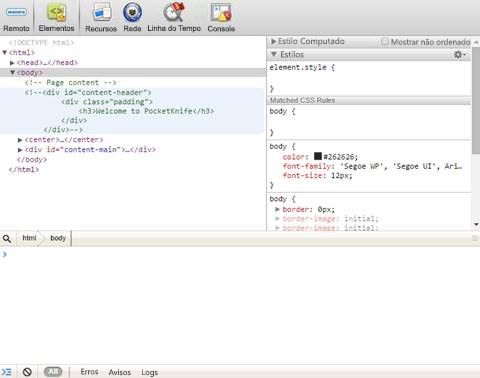 Remoto Elementos Recursos Rede Linha do Tempo Console
<!DOCTYPE html>
▼<html>
▶<head>…</head>
▼<body>
<!-- Page content -->
<!--<div id="content-header">
<div class="padding">
<h3>Welcome to PocketKnife</h3>
</div>
</div>-->
▶<center>…</center>
▶<div id="content-main">…</div>
</body>
</html>
▶ Estilo Computado Mostrar não ordenado
▼ Estilos
element.style {
}
Matched CSS Rules
body {
}
body {
color: #262626;
font-family: 'Segoe WP', 'Segoe UI', Ari…
font-size: 12px;
}
body {
▶ border: 0px;
▶ border-image: initial;
▶ border-image: initial;
html body
>
All Erros Avisos Logs